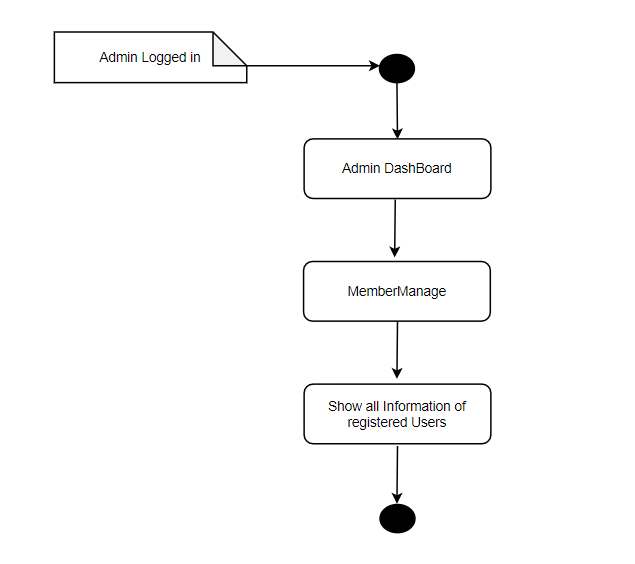 Admin Logged in
Admin DashBoard
MemberManage
Show all Information of
registered Users